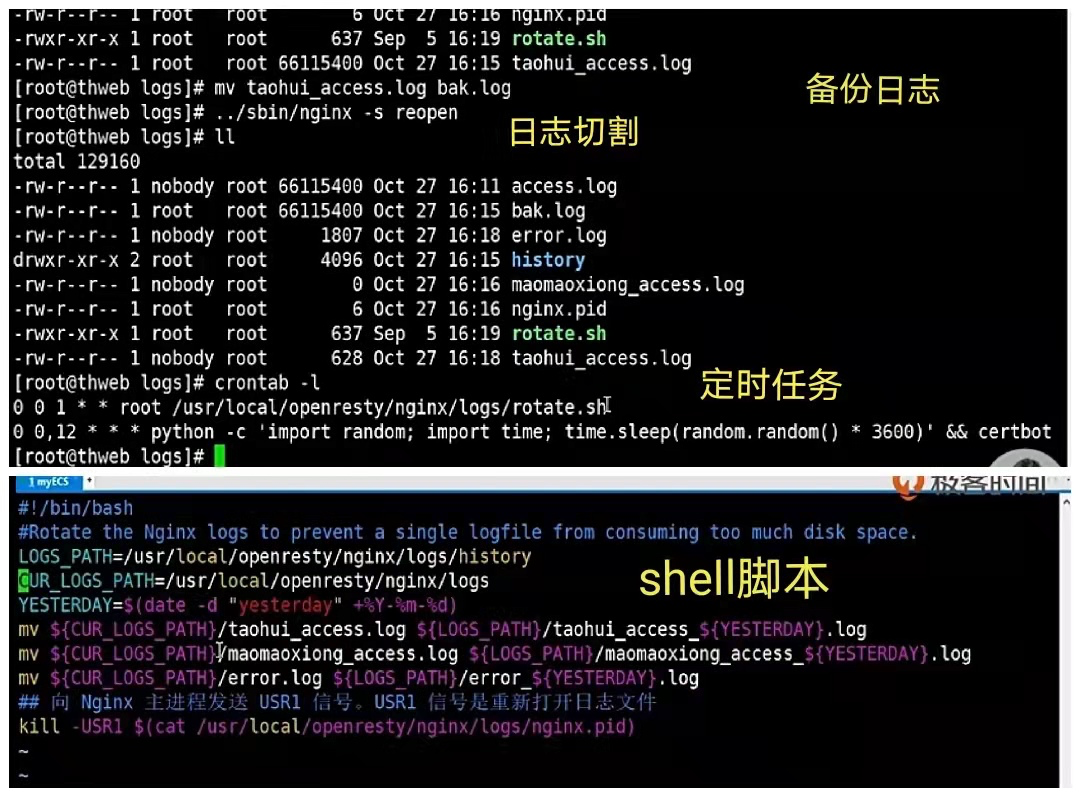 -rw-r--r-- 1 root   root        6 Oct 27 16:16 nginx.pid
-rwxr-xr-x 1 root   root      637 Sep  5 16:19 rotate.sh
-rw-r--r-- 1 root   root 66115400 Oct 27 16:15 taohui_access.log
[root@thweb logs]# mv taohui_access.log bak.log
备份日志
[root@thweb logs]# ../sbin/nginx -s reopen
日志切割
[root@thweb logs]# ll
total 129160
-rw-r--r-- 1 nobody root 66115400 Oct 27 16:11 access.log
-rw-r--r-- 1 root   root 66115400 Oct 27 16:15 bak.log
-rw-r--r-- 1 nobody root     1807 Oct 27 16:18 error.log
drwxr-xr-x 2 root   root     4096 Oct 27 16:15 history
-rw-r--r-- 1 nobody root        0 Oct 27 16:16 maomaoxiong_access.log
-rw-r--r-- 1 root   root        6 Oct 27 16:16 nginx.pid
-rwxr-xr-x 1 root   root      637 Sep  5 16:19 rotate.sh
-rw-r--r-- 1 nobody root      628 Oct 27 16:18 taohui_access.log
[root@thweb logs]# crontab -l
定时任务
0 0 1 * * root /usr/local/openresty/nginx/logs/rotate.sh
0 0,12 * * * python -c 'import random; import time; time.sleep(random.random() * 3600)' && certbot
[root@thweb logs]#
1 myECS
极客时间
#!/bin/bash
#Rotate the Nginx logs to prevent a single logfile from consuming too much disk space.
LOGS_PATH=/usr/local/openresty/nginx/logs/history
CUR_LOGS_PATH=/usr/local/openresty/nginx/logs
shell脚本
YESTERDAY=$(date -d "yesterday" +%Y-%m-%d)
mv ${CUR_LOGS_PATH}/taohui_access.log ${LOGS_PATH}/taohui_access_${YESTERDAY}.log
mv ${CUR_LOGS_PATH}/maomaoxiong_access.log ${LOGS_PATH}/maomaoxiong_access_${YESTERDAY}.log
mv ${CUR_LOGS_PATH}/error.log ${LOGS_PATH}/error_${YESTERDAY}.log
## 向 Nginx 主进程发送 USR1 信号。USR1 信号是重新打开日志文件
kill -USR1 $(cat /usr/local/openresty/nginx/logs/nginx.pid)
~
~